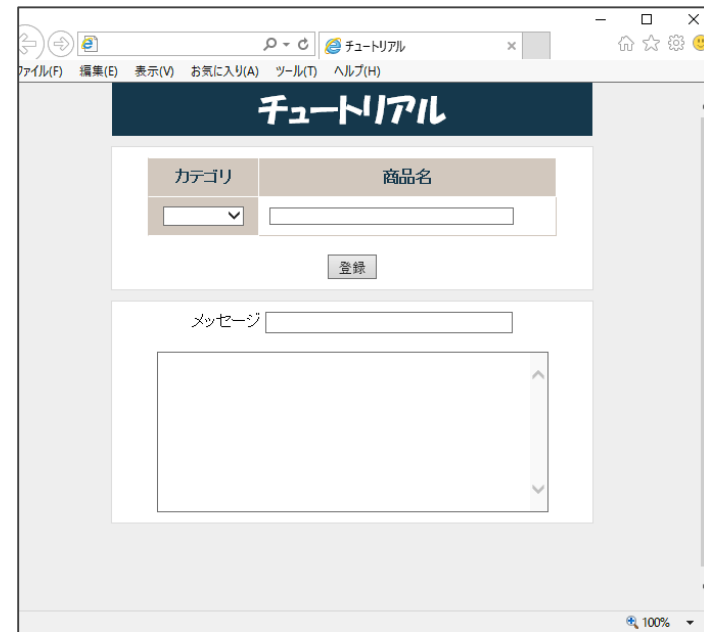 チュートリアル
ファイル(F) 編集(E) 表示(V) お気に入り(A) ツール(T) ヘルプ(H)
チュートリアル
カテゴリ 商品名
登録
メッセージ
100%